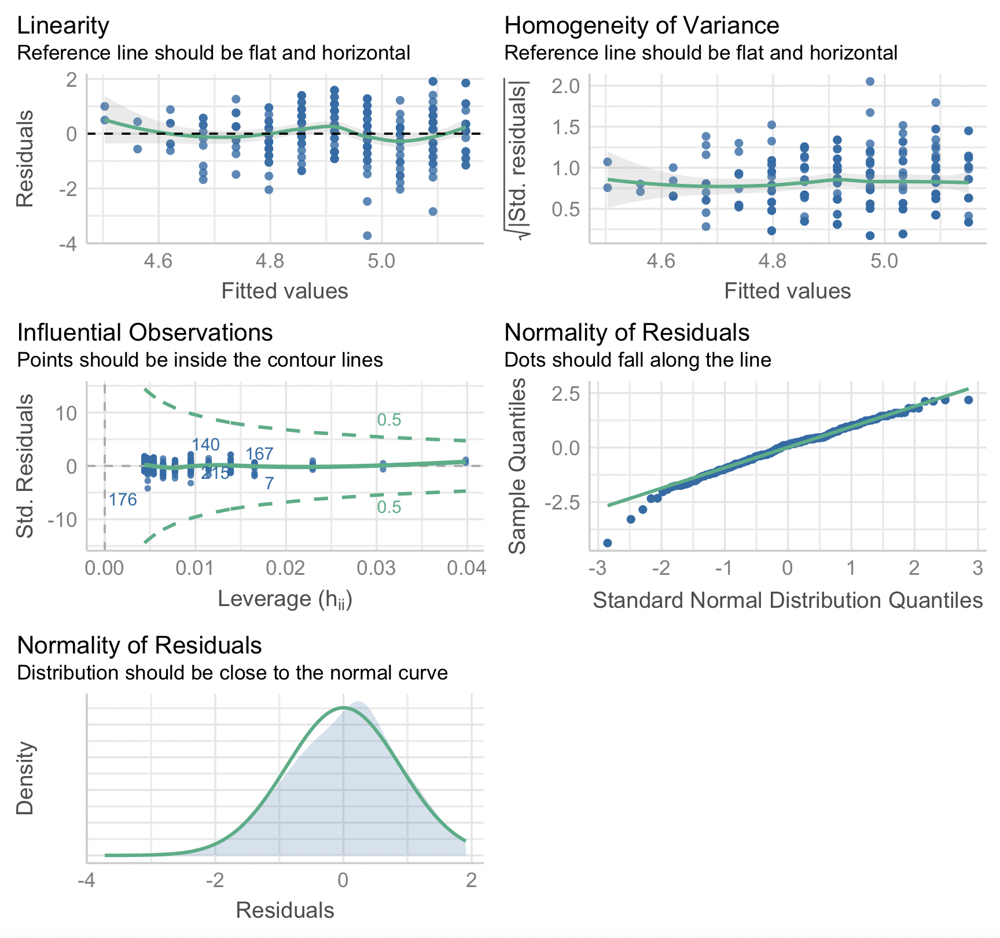 Linearity
Reference line should be flat and horizontal
2
0
-2
-4
Residuals
4.6 4.8 5.0
Fitted values
Homogeneity of Variance
Reference line should be flat and horizontal
2.0
1.5
1.0
0.5
√|Std. residuals|
4.6 4.8 5.0
Fitted values
Influential Observations
Points should be inside the contour lines
10
0
-10
Std. Residuals
0.5
140
167
215
7
176
0.5
0.00 0.01 0.02 0.03 0.04
Leverage (hii)
Normality of Residuals
Dots should fall along the line
2.5
0.0
-2.5
Sample Quantiles
-3 -2 -1 0 1 2 3
Standard Normal Distribution Quantiles
Normality of Residuals
Distribution should be close to the normal curve
Density
-4 -2 0 2
Residuals